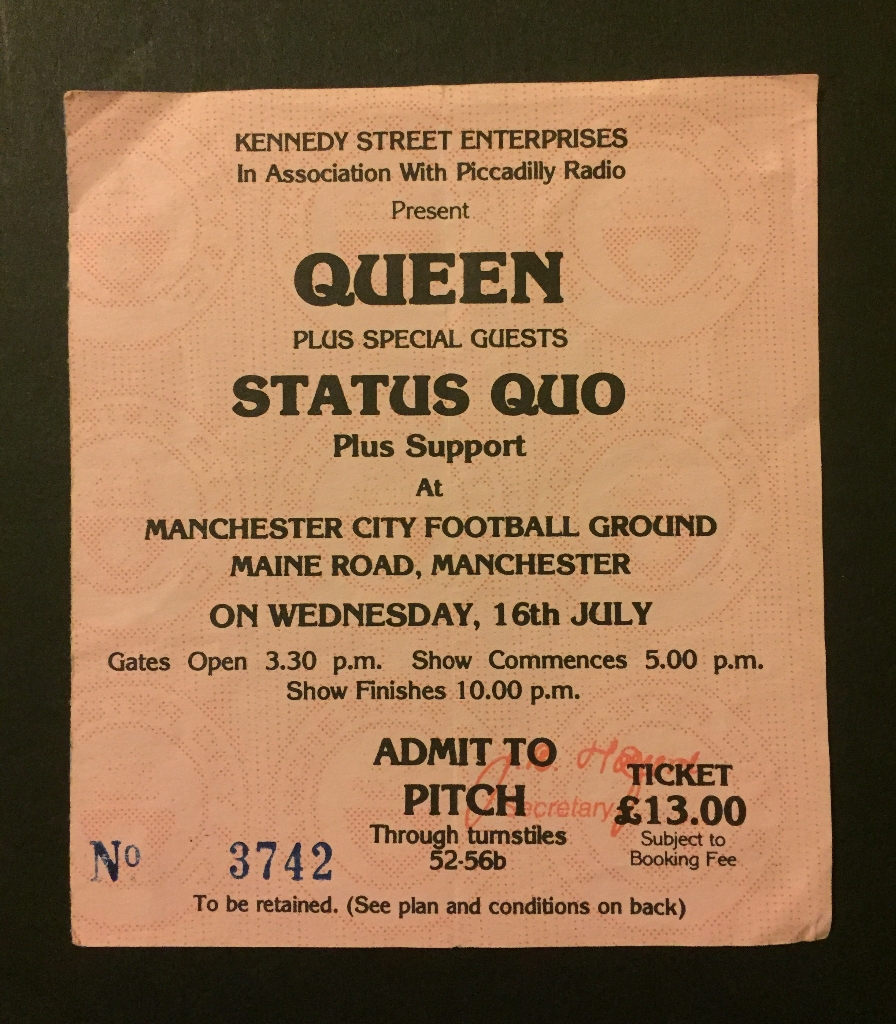 KENNEDY STREET ENTERPRISES
In Association With Piccadilly Radio
Present
QUEEN
PLUS SPECIAL GUESTS
STATUS QUO
Plus Support
At
MANCHESTER CITY FOOTBALL GROUND
MAINE ROAD, MANCHESTER
ON WEDNESDAY, 16th JULY
Gates Open 3.30 p.m. Show Commences 5.00 p.m.
Show Finishes 10.00 p.m.
ADMIT TO
PITCH
Through turnstiles
52-56b
Secretary
TICKET
£13.00
Subject to
Booking Fee
Nº 3742
To be retained. (See plan and conditions on back)